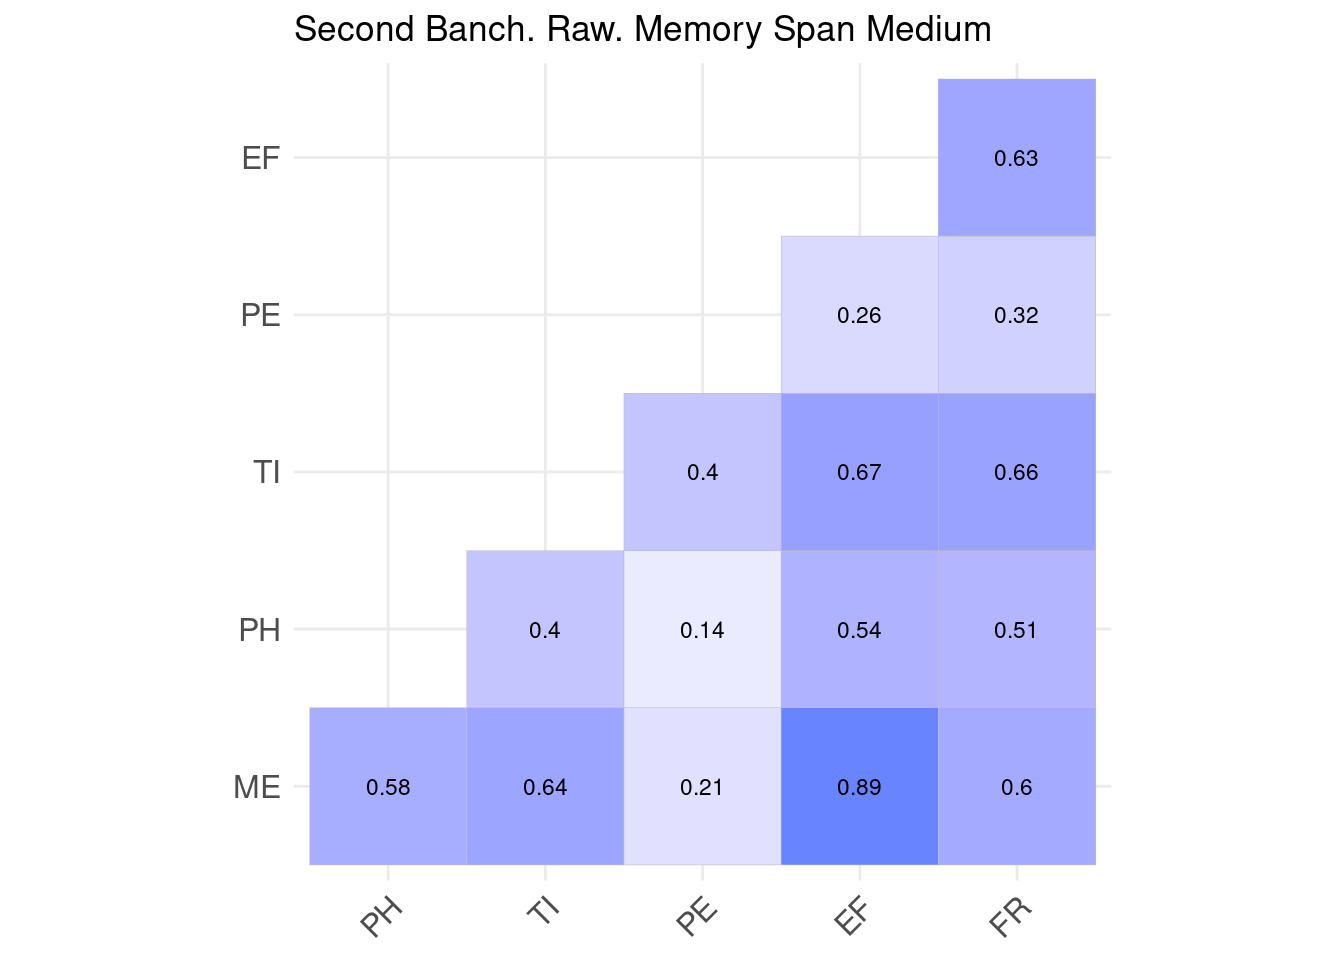 Second Banch. Raw. Memory Span Medium
EF 0.63
PE 0.26 0.32
TI 0.4 0.67 0.66
PH 0.4 0.14 0.54 0.51
ME 0.58 0.64 0.21 0.89 0.6
PH TI PE EF FR